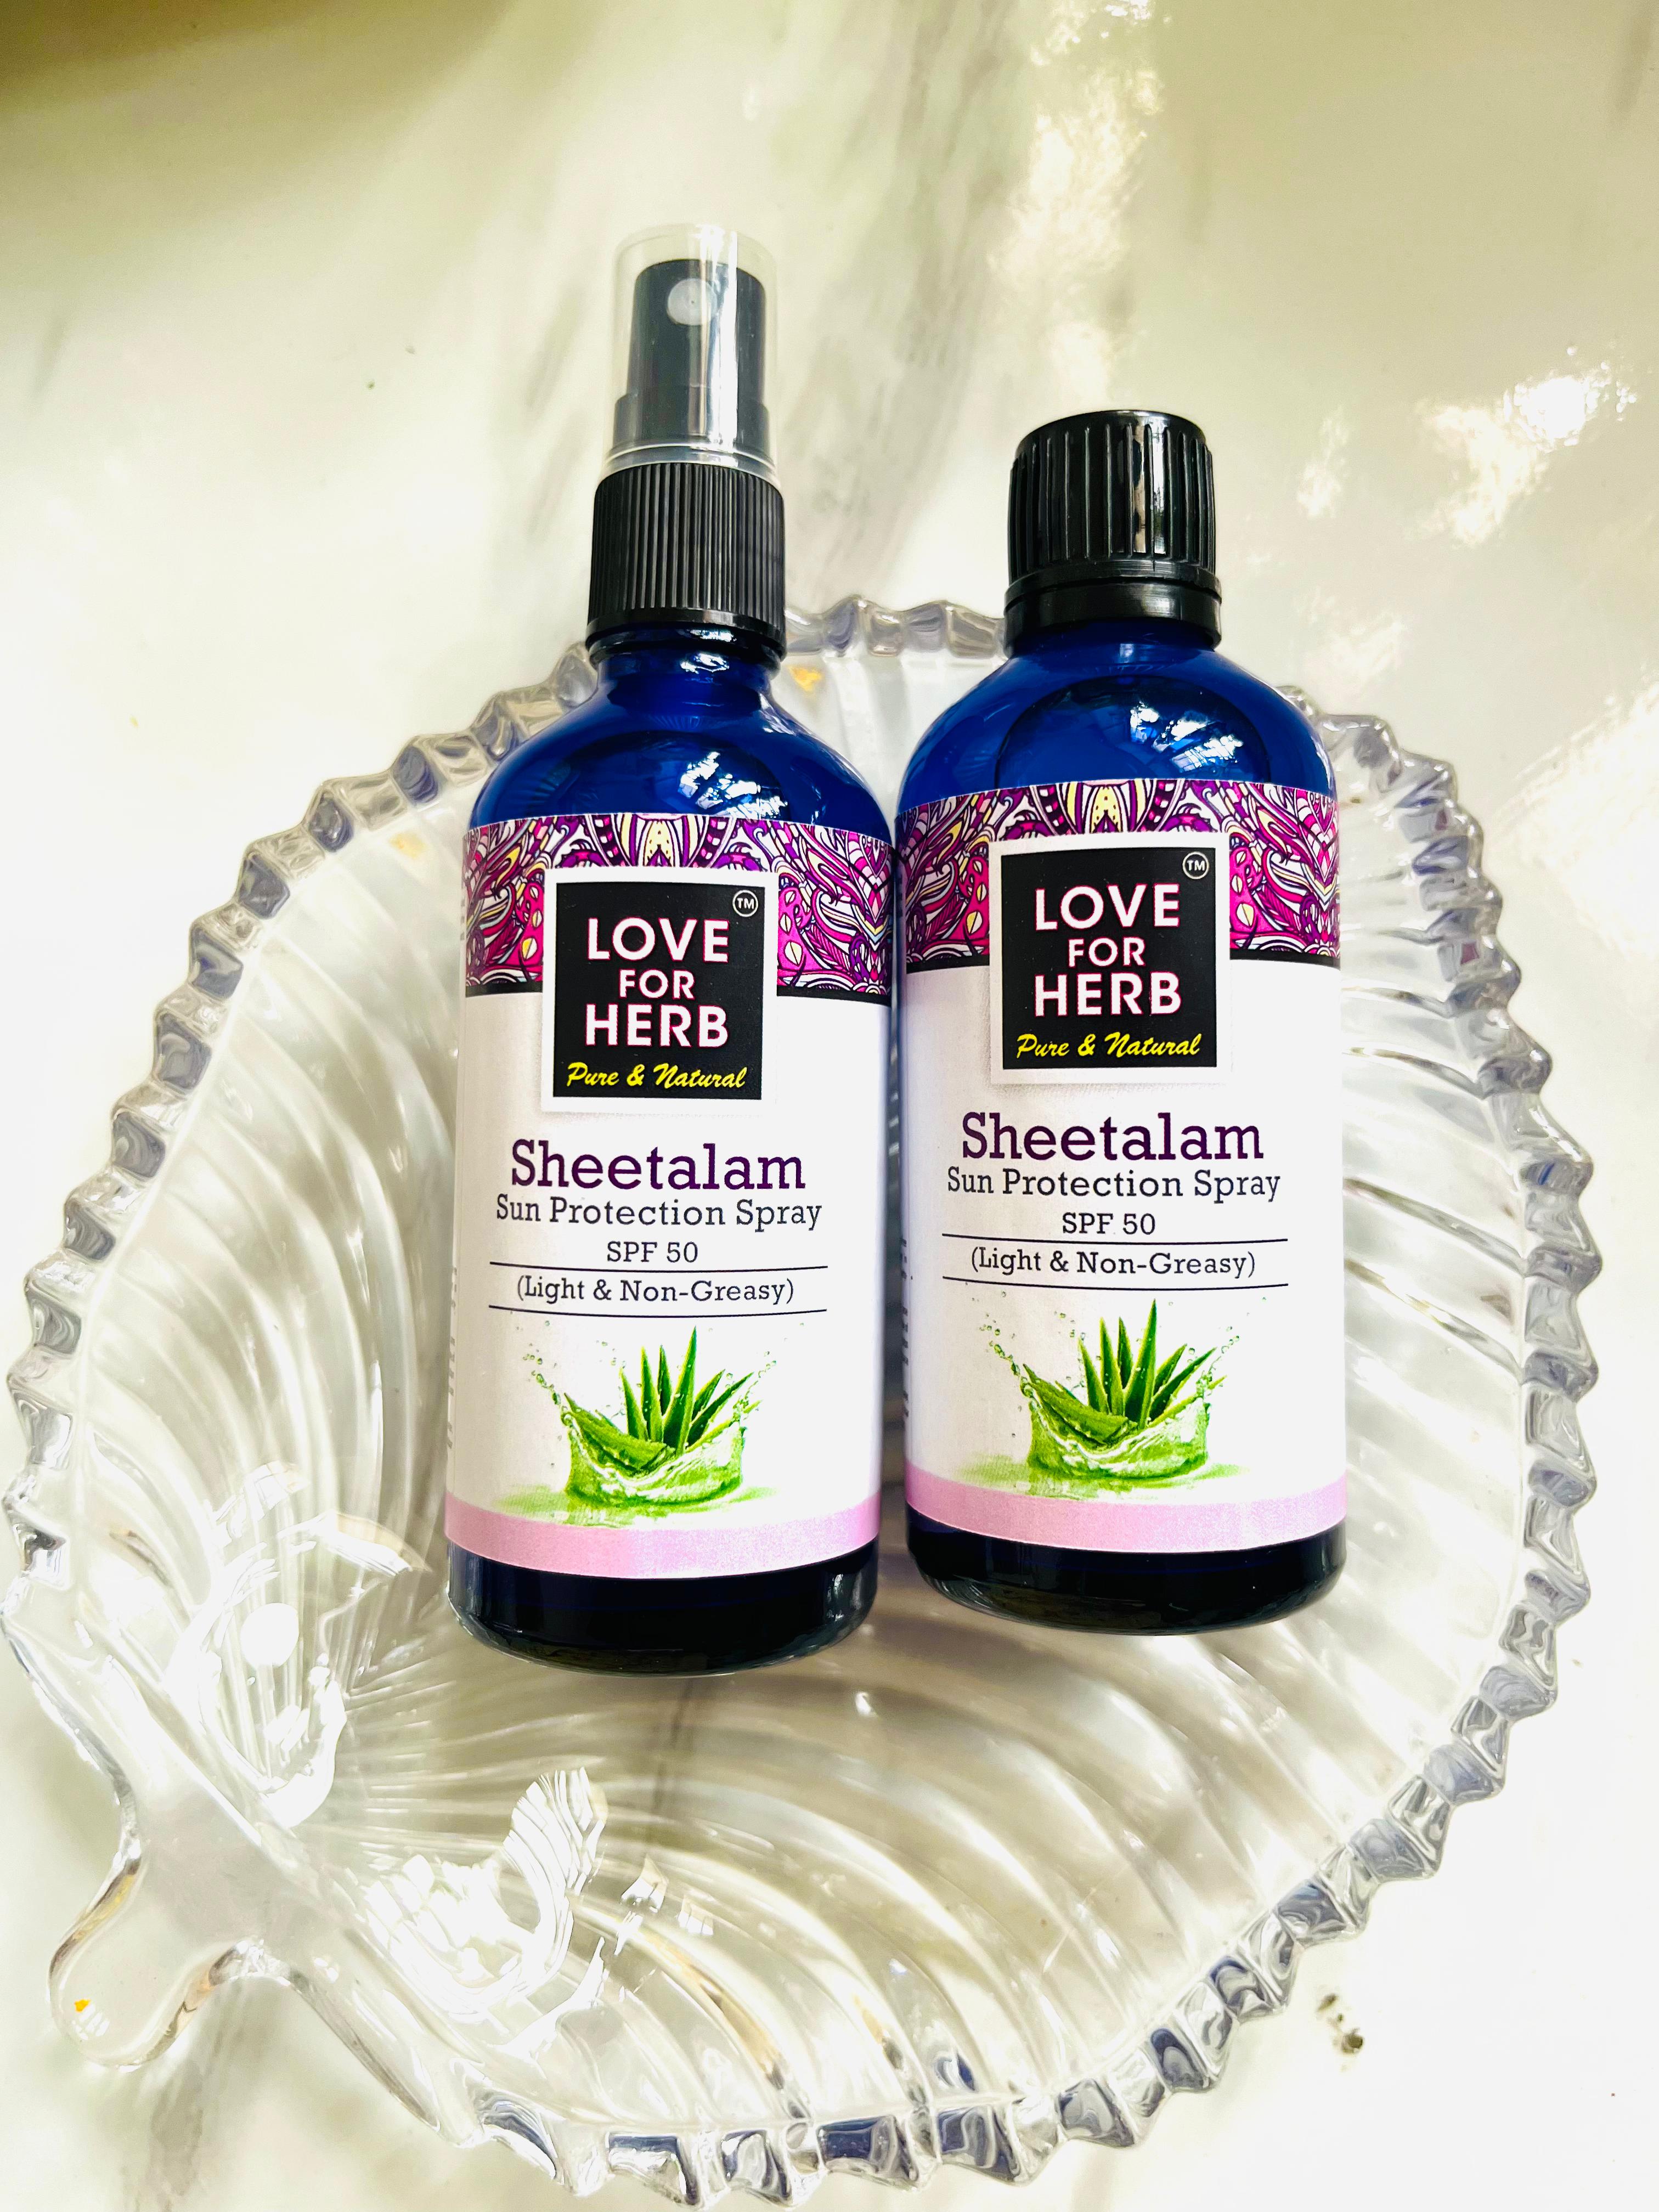 LOVE
FOR
HERB
TM
Pure & Natural
Sheetalam
Sun Protection Spray
SPF 50
(Light & Non-Greasy)
LOVE
FOR
HERB
TM
Pure & Natural
Sheetalam
Sun Protection Spray
SPF 50
(Light & Non-Greasy)